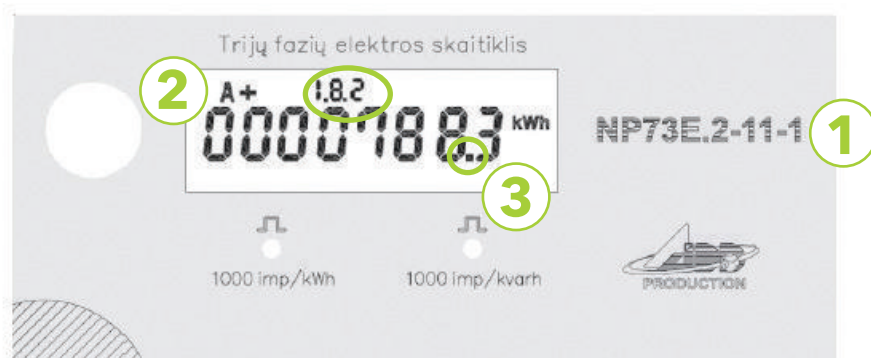 Trijų fazių elektros skaitiklis
2
A+ 1.8.2
0000788.3 kWh
NP73E.2-11-1
1
3
1000 imp/kWh
1000 imp/kvarh
PRODUCTION